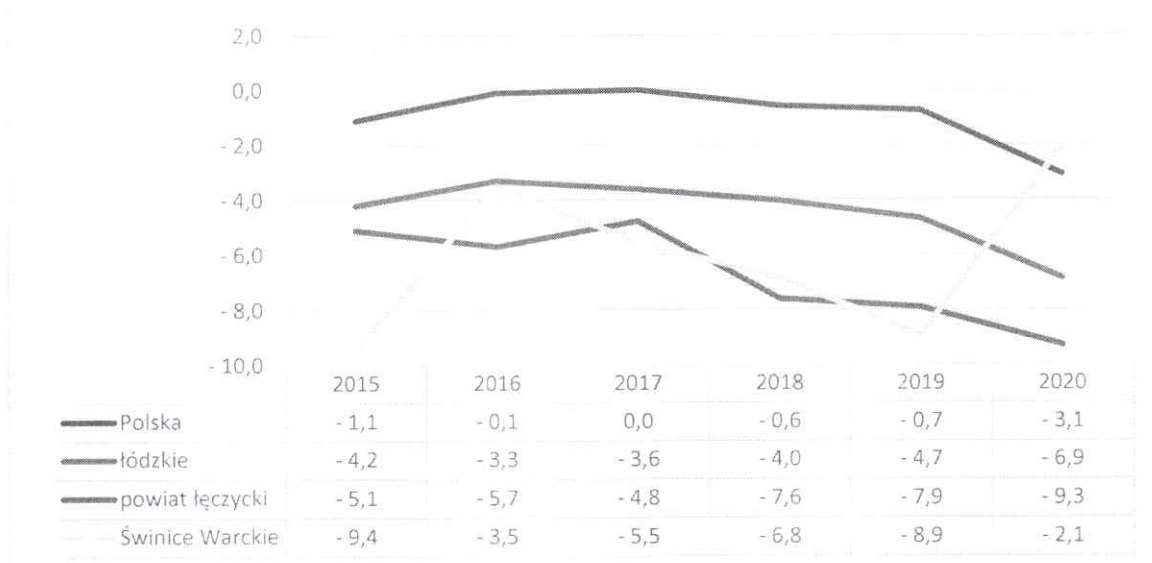 2,0
0,0
- 2,0
- 4,0
- 6,0
- 8,0
- 10,0
2015 2016 2017 2018 2019 2020
Polska - 1,1 - 0,1 0,0 - 0,6 - 0,7 - 3,1
łódzkie - 4,2 - 3,3 - 3,6 - 4,0 - 4,7 - 6,9
powiat łęczycki - 5,1 - 5,7 - 4,8 - 7,6 - 7,9 - 9,3
Świnice Warckie - 9,4 - 3,5 - 5,5 - 6,8 - 8,9 - 2,1